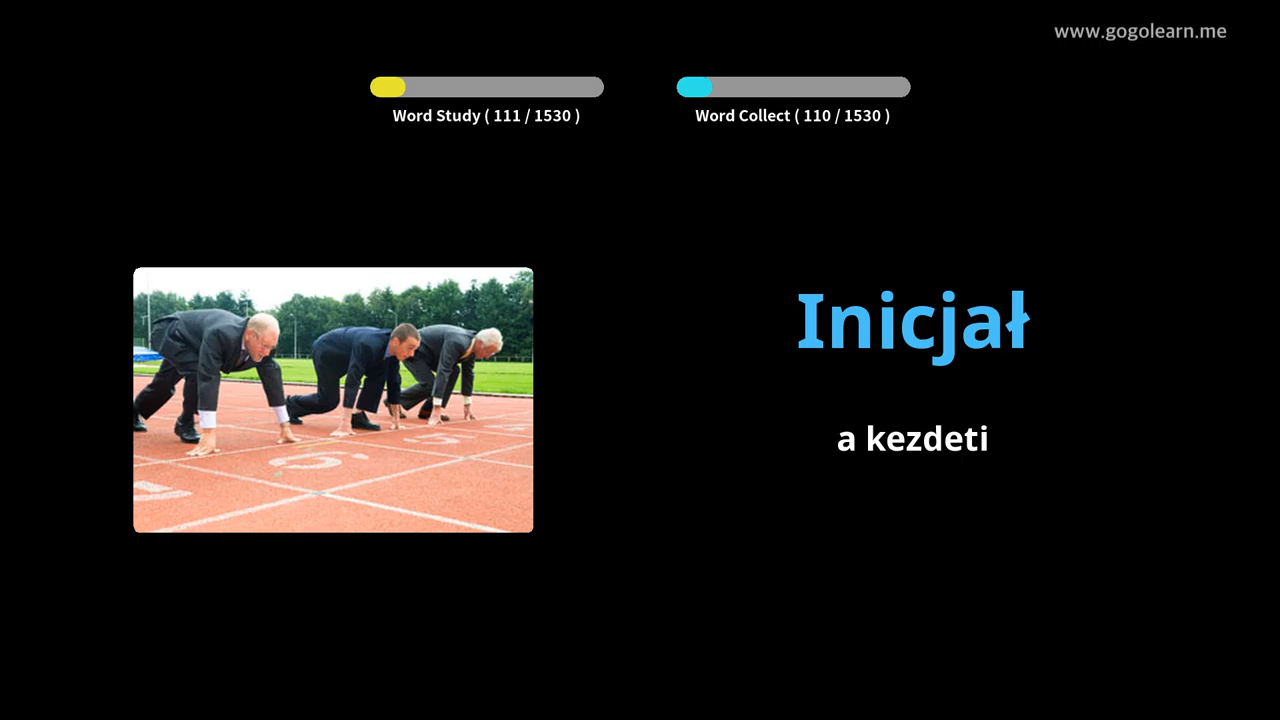 www.gogolearn.me
Word Study ( 111 / 1530 )
Word Collect ( 110 / 1530 )
Inicjał
a kezdeti